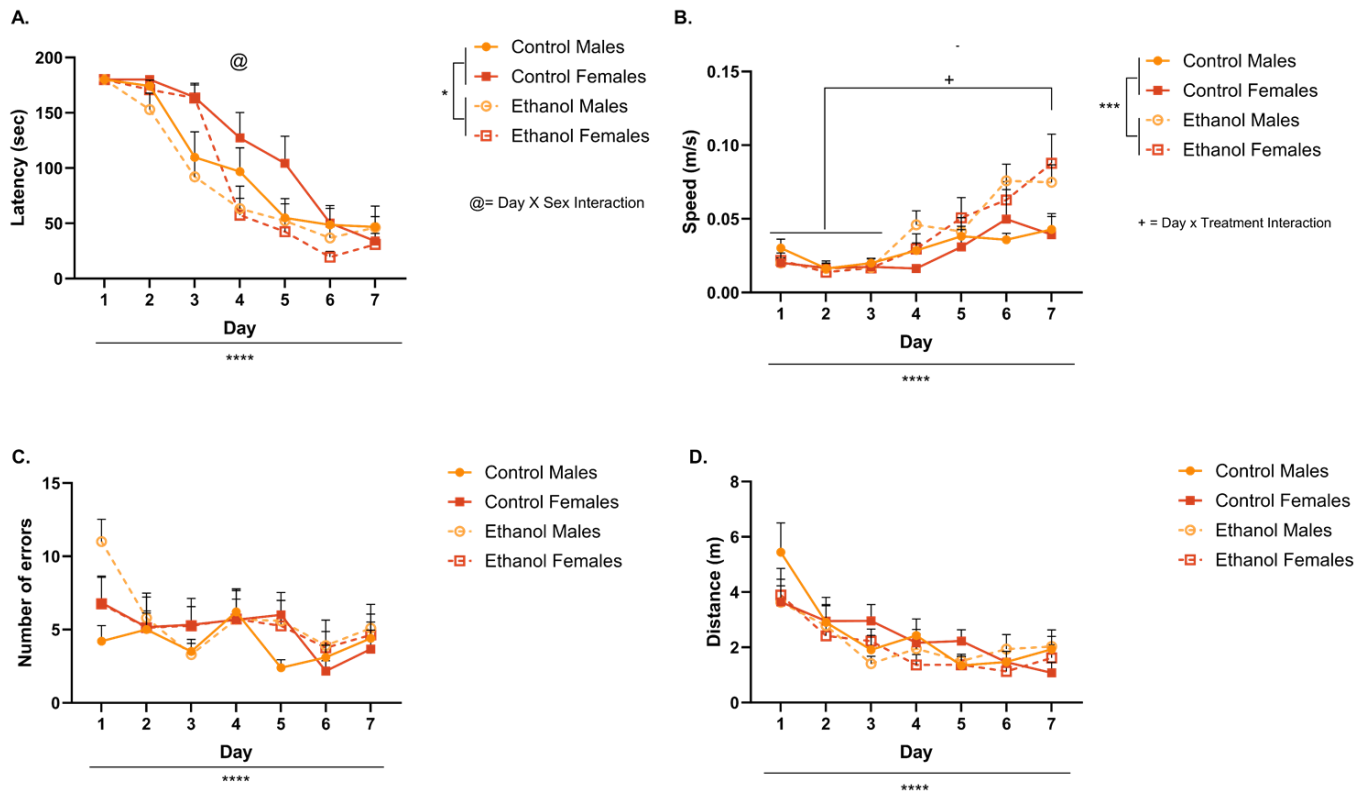 A.
@
200
150
100
50
0
Latency (sec)
1 2 3 4 5 6 7
Day
****
*
Control Males
Control Females
Ethanol Males
Ethanol Females
@= Day X Sex Interaction
B.
-
+
0.15
0.10
0.05
0.00
Speed (m/s)
1 2 3 4 5 6 7
Day
****
***
Control Males
Control Females
Ethanol Males
Ethanol Females
+ = Day x Treatment Interaction
C.
15
10
5
0
Number of errors
1 2 3 4 5 6 7
Day
****
Control Males
Control Females
Ethanol Males
Ethanol Females
D.
8
6
4
2
0
Distance (m)
1 2 3 4 5 6 7
Day
****
Control Males
Control Females
Ethanol Males
Ethanol Females